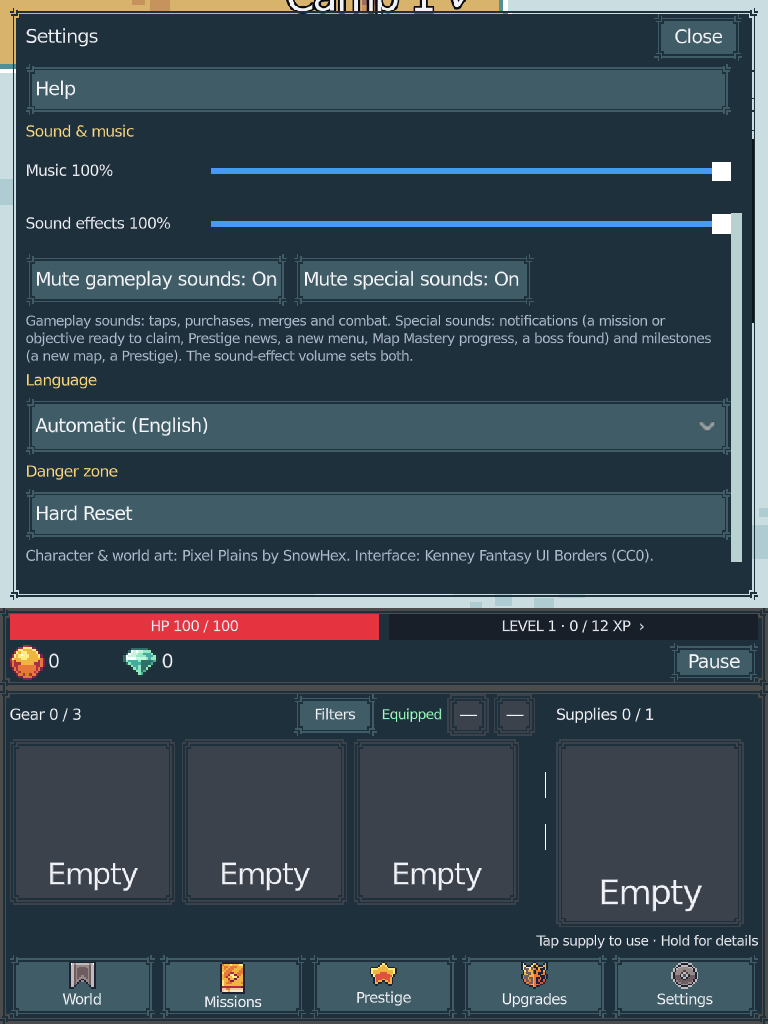 Camp 1 ✓
Settings
Close
Help
Sound & music
Music 100%
Sound effects 100%
Mute gameplay sounds: On
Mute special sounds: On
Gameplay sounds: taps, purchases, merges and combat. Special sounds: notifications (a mission or
objective ready to claim, Prestige news, a new menu, Map Mastery progress, a boss found) and milestones
(a new map, a Prestige). The sound-effect volume sets both.
Language
Automatic (English)
Danger zone
Hard Reset
Character & world art: Pixel Plains by SnowHex. Interface: Kenney Fantasy UI Borders (CC0).
HP 100 / 100
LEVEL 1 · 0 / 12 XP ›
0
0
Pause
Gear 0 / 3
Filters
Equipped
—
—
Supplies 0 / 1
Empty
Empty
Empty
Empty
Tap supply to use · Hold for details
World
Missions
Prestige
Upgrades
Settings